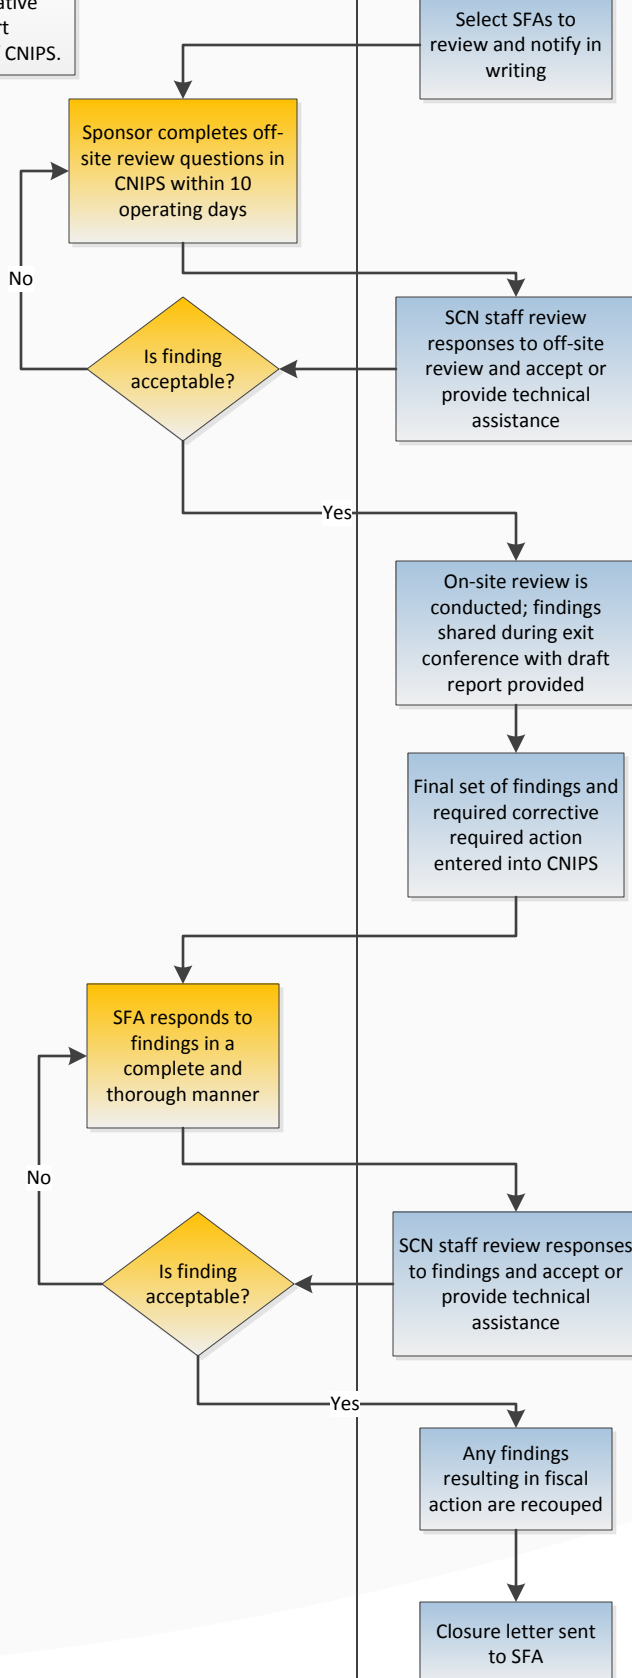 ative
rt
CNIPS.
Select SFAs to
review and notify in
writing
Sponsor completes off-
site review questions in
CNIPS within 10
operating days
No
SCN staff review
responses to off-site
review and accept or
provide technical
assistance
Is finding
acceptable?
Yes
On-site review is
conducted; findings
shared during exit
conference with draft
report provided
Final set of findings and
required corrective
required action
entered into CNIPS
SFA responds to
findings in a
complete and
thorough manner
No
SCN staff review responses
to findings and accept or
provide technical
assistance
Is finding
acceptable?
Yes
Any findings
resulting in fiscal
action are recouped
Closure letter sent
to SFA